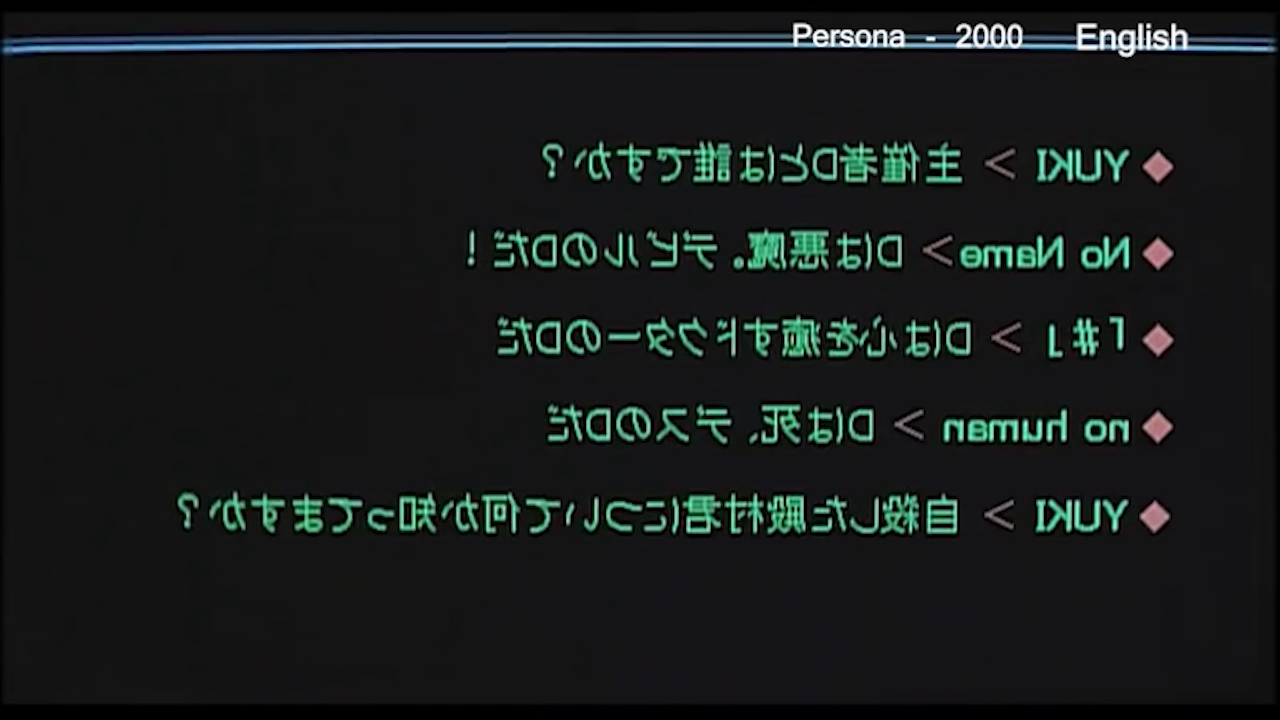 Persona - 2000 English
◆ YUKI > 主催者Dとは誰ですか？
◆ No Name> Dは悪魔。デビルのDだ！
◆ 「#」 > Dは心を癒すドクターのDだ
◆ no human > Dは死、デスのDだ
◆ YUKI > 自殺した殿村君について何か知ってますか？